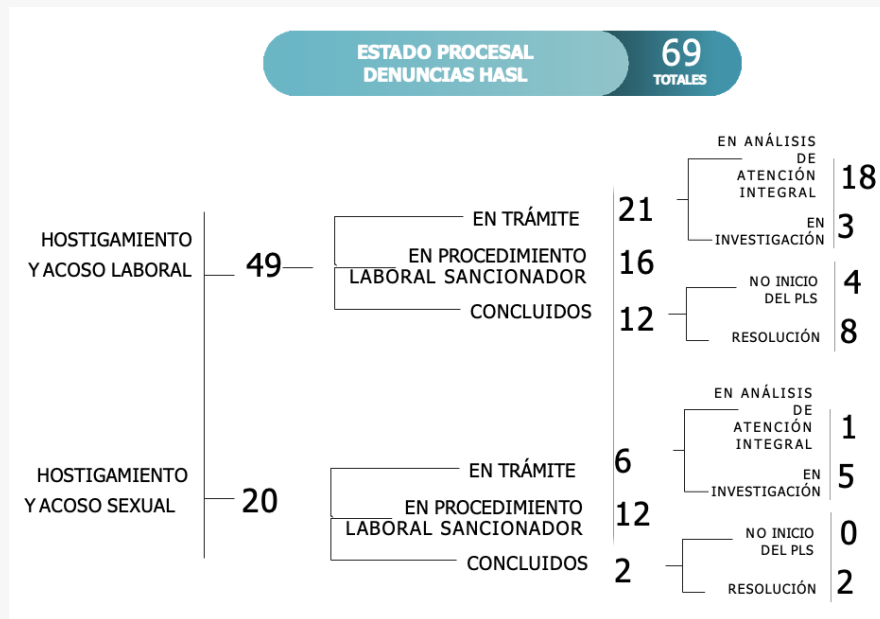 ESTADO PROCESAL
DENUNCIAS HASL
69
TOTALES
HOSTIGAMIENTO
Y ACOSO LABORAL
49
EN TRÁMITE
21
EN ANÁLISIS
DE
ATENCIÓN
INTEGRAL
18
EN
INVESTIGACIÓN
3
EN PROCEDIMIENTO
LABORAL SANCIONADOR
16
CONCLUIDOS
12
NO INICIO
DEL PLS
4
RESOLUCIÓN
8
HOSTIGAMIENTO
Y ACOSO SEXUAL
20
EN TRÁMITE
6
EN ANÁLISIS
DE
ATENCIÓN
INTEGRAL
1
EN
INVESTIGACIÓN
5
EN PROCEDIMIENTO
LABORAL SANCIONADOR
12
CONCLUIDOS
2
NO INICIO
DEL PLS
0
RESOLUCIÓN
2